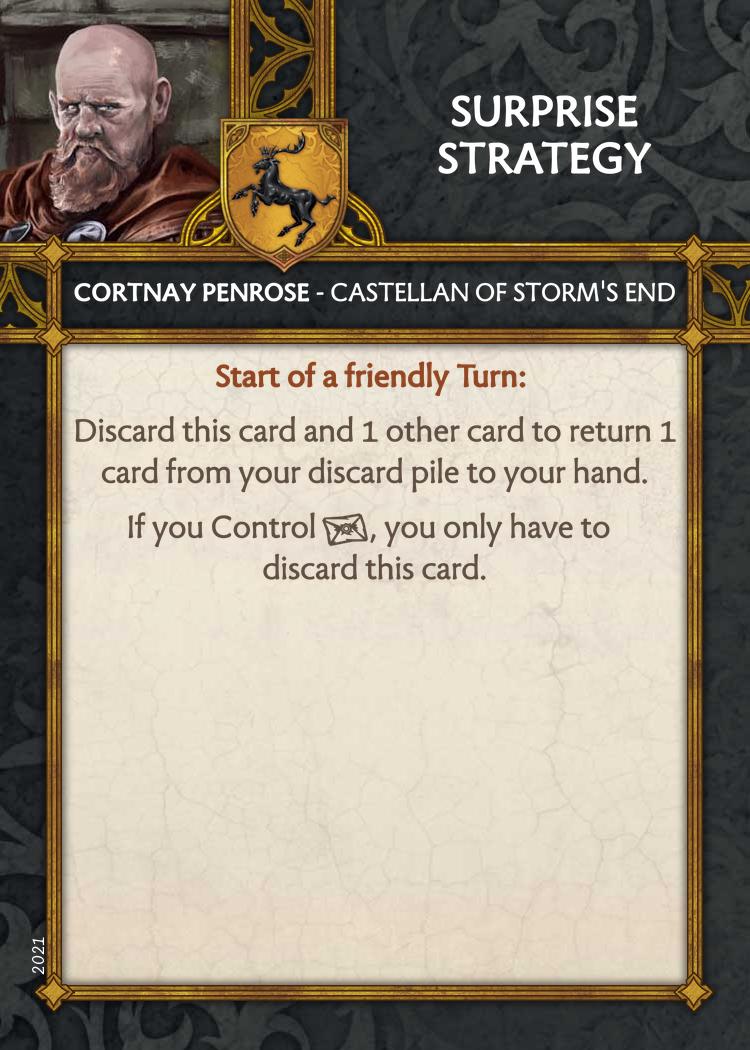 SURPRISE
STRATEGY
CORTNAY PENROSE - CASTELLAN OF STORM'S END
Start of a friendly Turn:
Discard this card and 1 other card to return 1
card from your discard pile to your hand.
If you Control , you only have to
discard this card.
2021